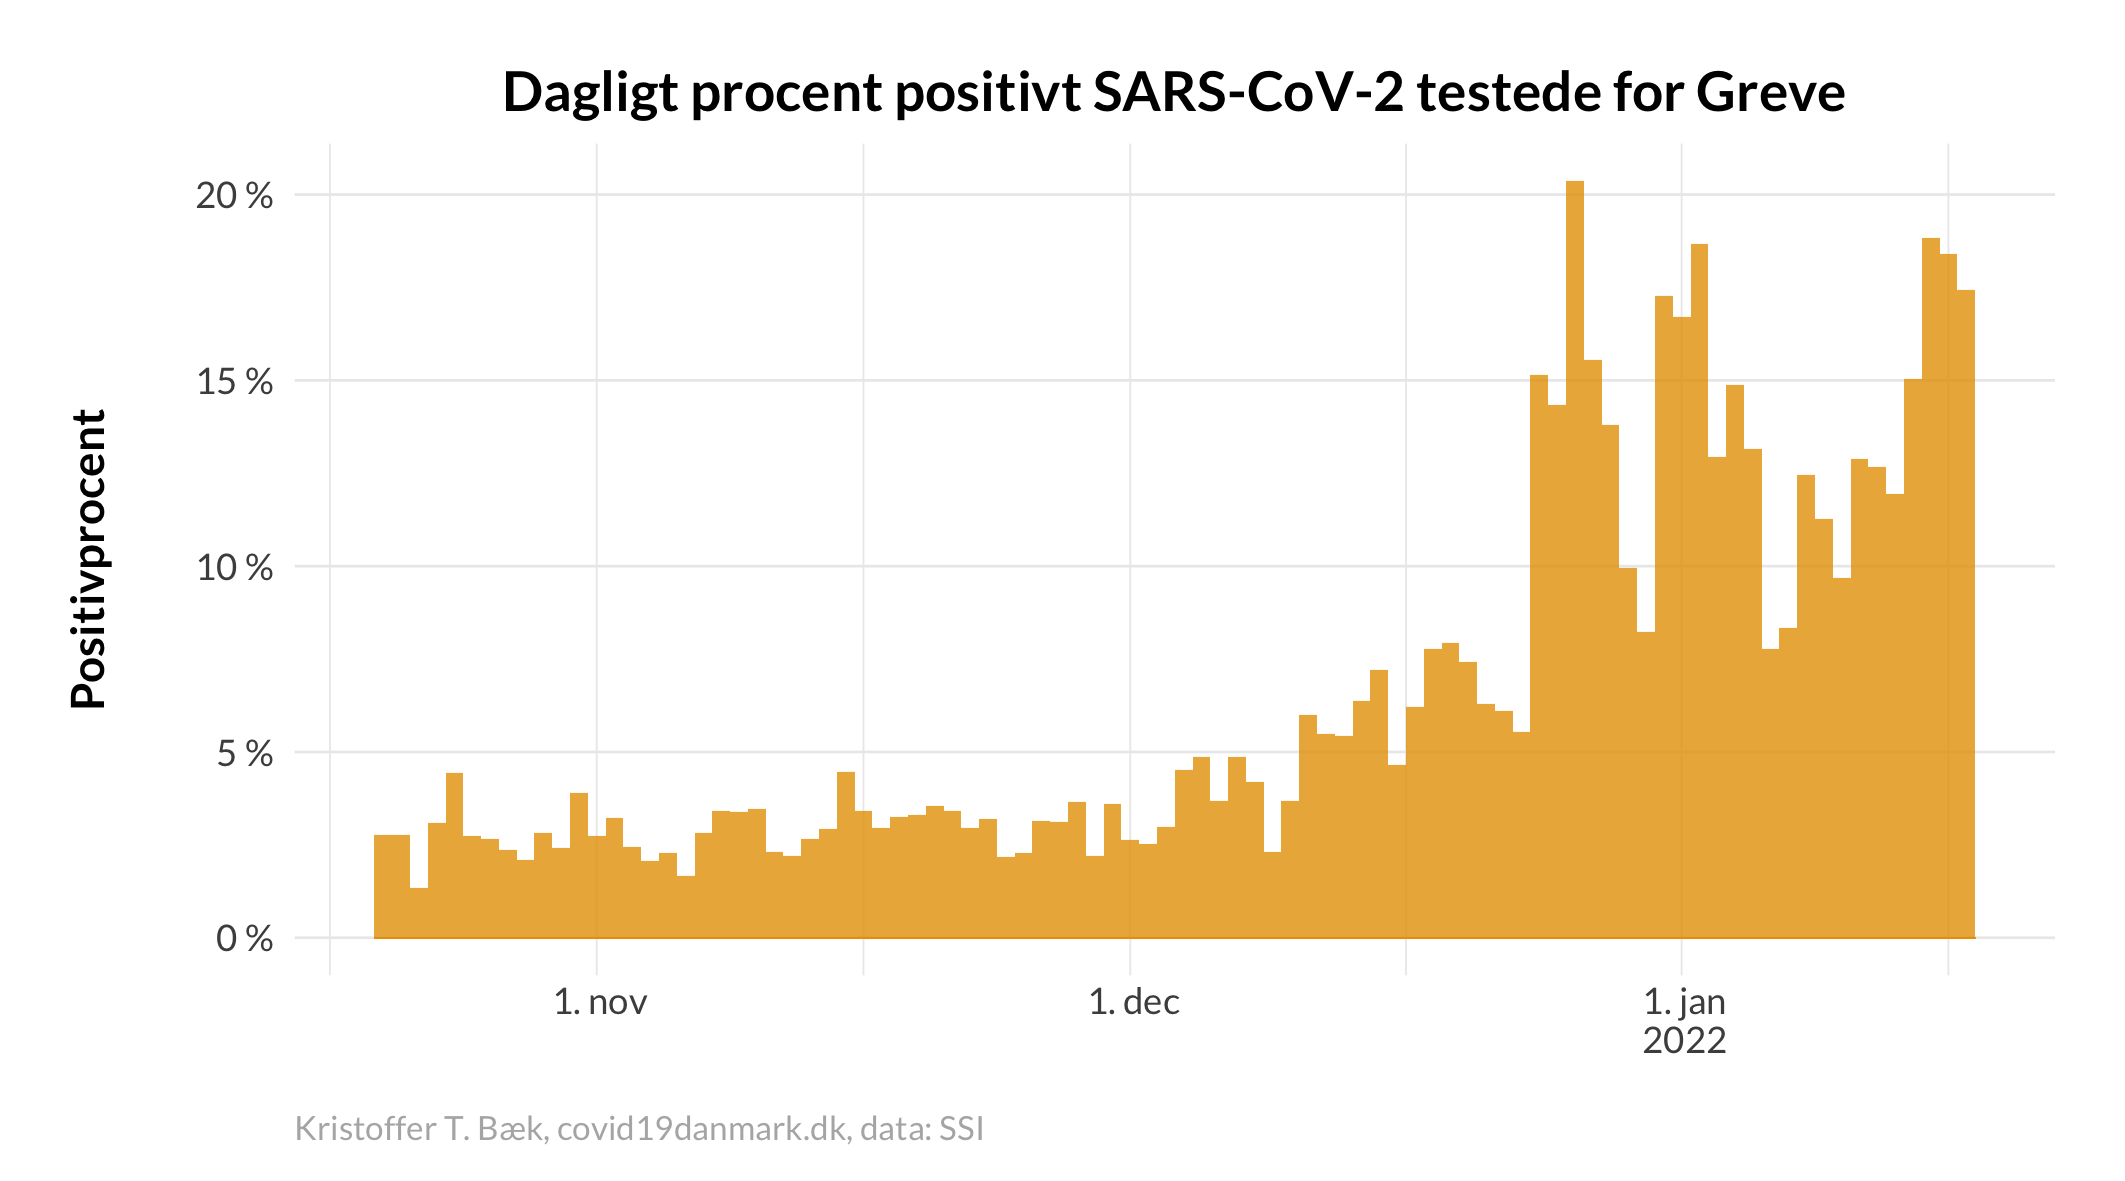 Dagligt procent positivt SARS-CoV-2 testede for Greve
Positivprocent
20 %
15 %
10 %
5 %
0 %
1. nov
1. dec
1. jan
2022
Kristoffer T. Bæk, covid19danmark.dk, data: SSI